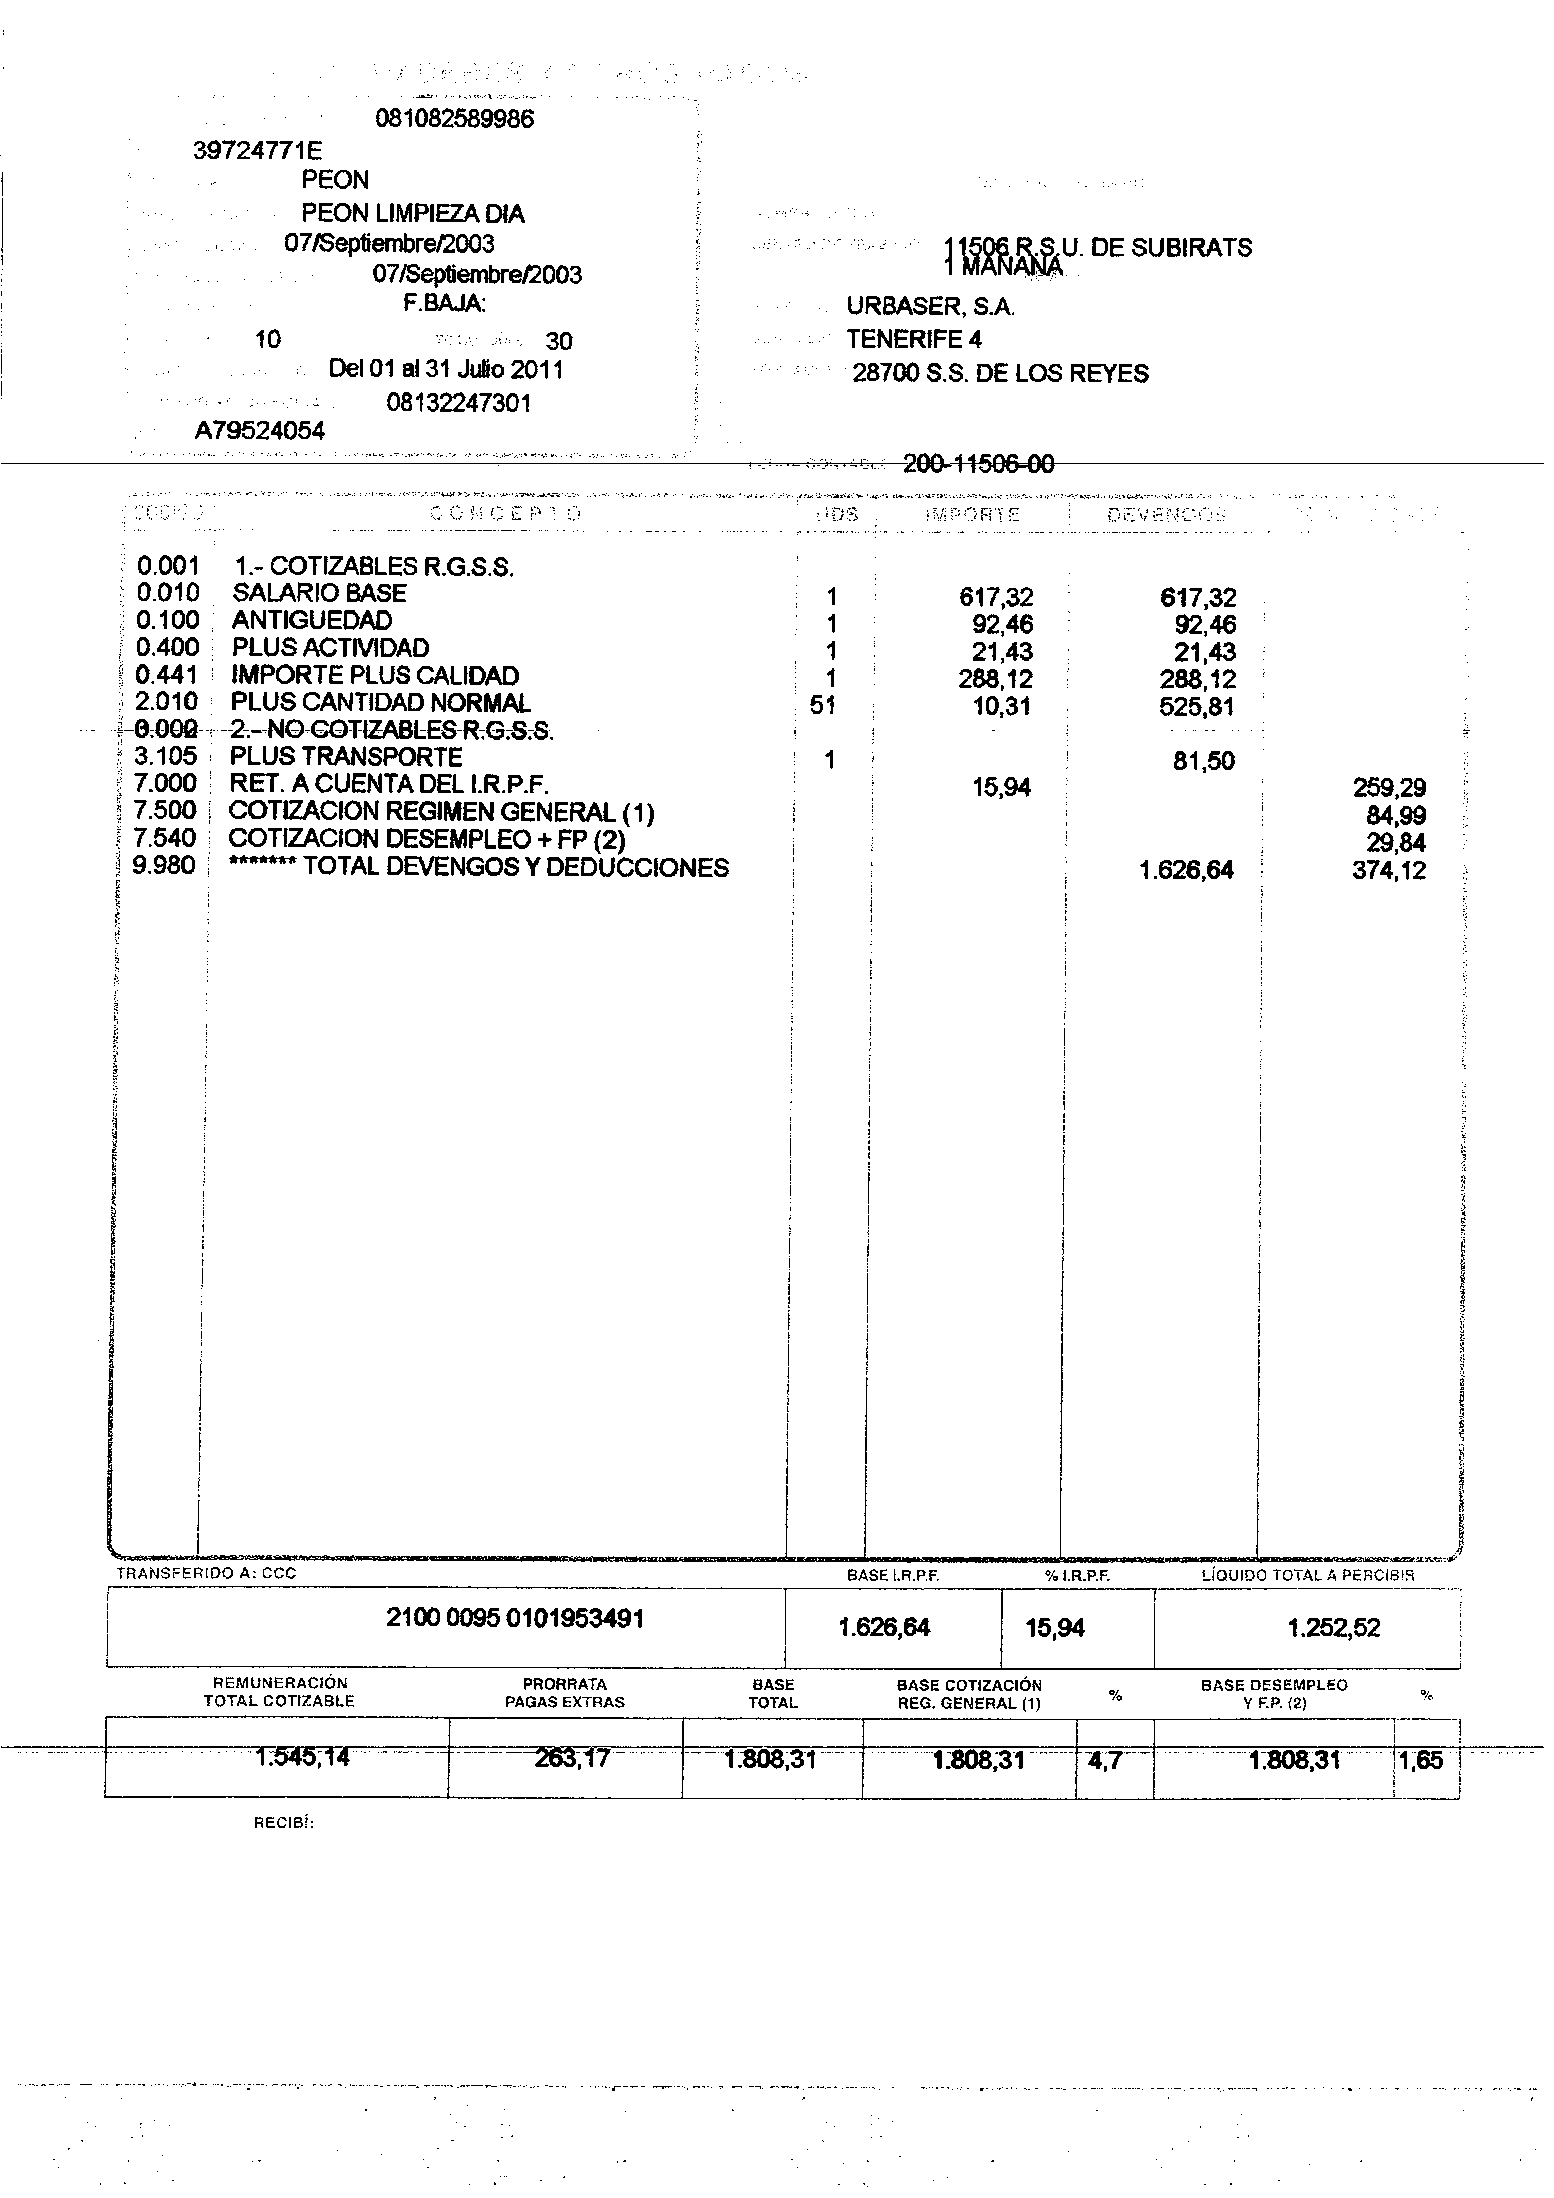 081082589986
39724771E
PEON
PEON LIMPIEZA DIA
07/Septiembre/2003
07/Septiembre/2003
F.BAJA:
10 30
Del 01 al 31 Julio 2011
08132247301
A79524054
11506 R.S.U. DE SUBIRATS
1 MAÑANA
URBASER, S.A.
TENERIFE 4
28700 S.S. DE LOS REYES
200-11506-00
CODIGO CONCEPTO UDS IMPORTE DEVENGOS
0.001 1.- COTIZABLES R.G.S.S.
0.010 SALARIO BASE 1 617,32 617,32
0.100 ANTIGUEDAD 1 92,46 92,46
0.400 PLUS ACTIVIDAD 1 21,43 21,43
0.441 IMPORTE PLUS CALIDAD 1 288,12 288,12
2.010 PLUS CANTIDAD NORMAL 51 10,31 525,81
0.000 2.- NO COTIZABLES R.G.S.S.
3.105 PLUS TRANSPORTE 1 81,50
7.000 RET. A CUENTA DEL I.R.P.F. 15,94 259,29
7.500 COTIZACION REGIMEN GENERAL (1) 84,99
7.540 COTIZACION DESEMPLEO + FP (2) 29,84
9.980 ******* TOTAL DEVENGOS Y DEDUCCIONES 1.626,64 374,12
TRANSFERIDO A: CCC BASE I.R.P.F. % I.R.P.F. LÍQUIDO TOTAL A PERCIBIR
2100 0095 0101953491 1.626,64 15,94 1.252,52
REMUNERACIÓN PRORRATA BASE BASE COTIZACIÓN % BASE DESEMPLEO %
TOTAL COTIZABLE PAGAS EXTRAS TOTAL REG. GENERAL (1) Y F.P. (2)
1.545,14 263,17 1.808,31 1.808,31 4,7 1.808,31 1,65
RECIBÍ: